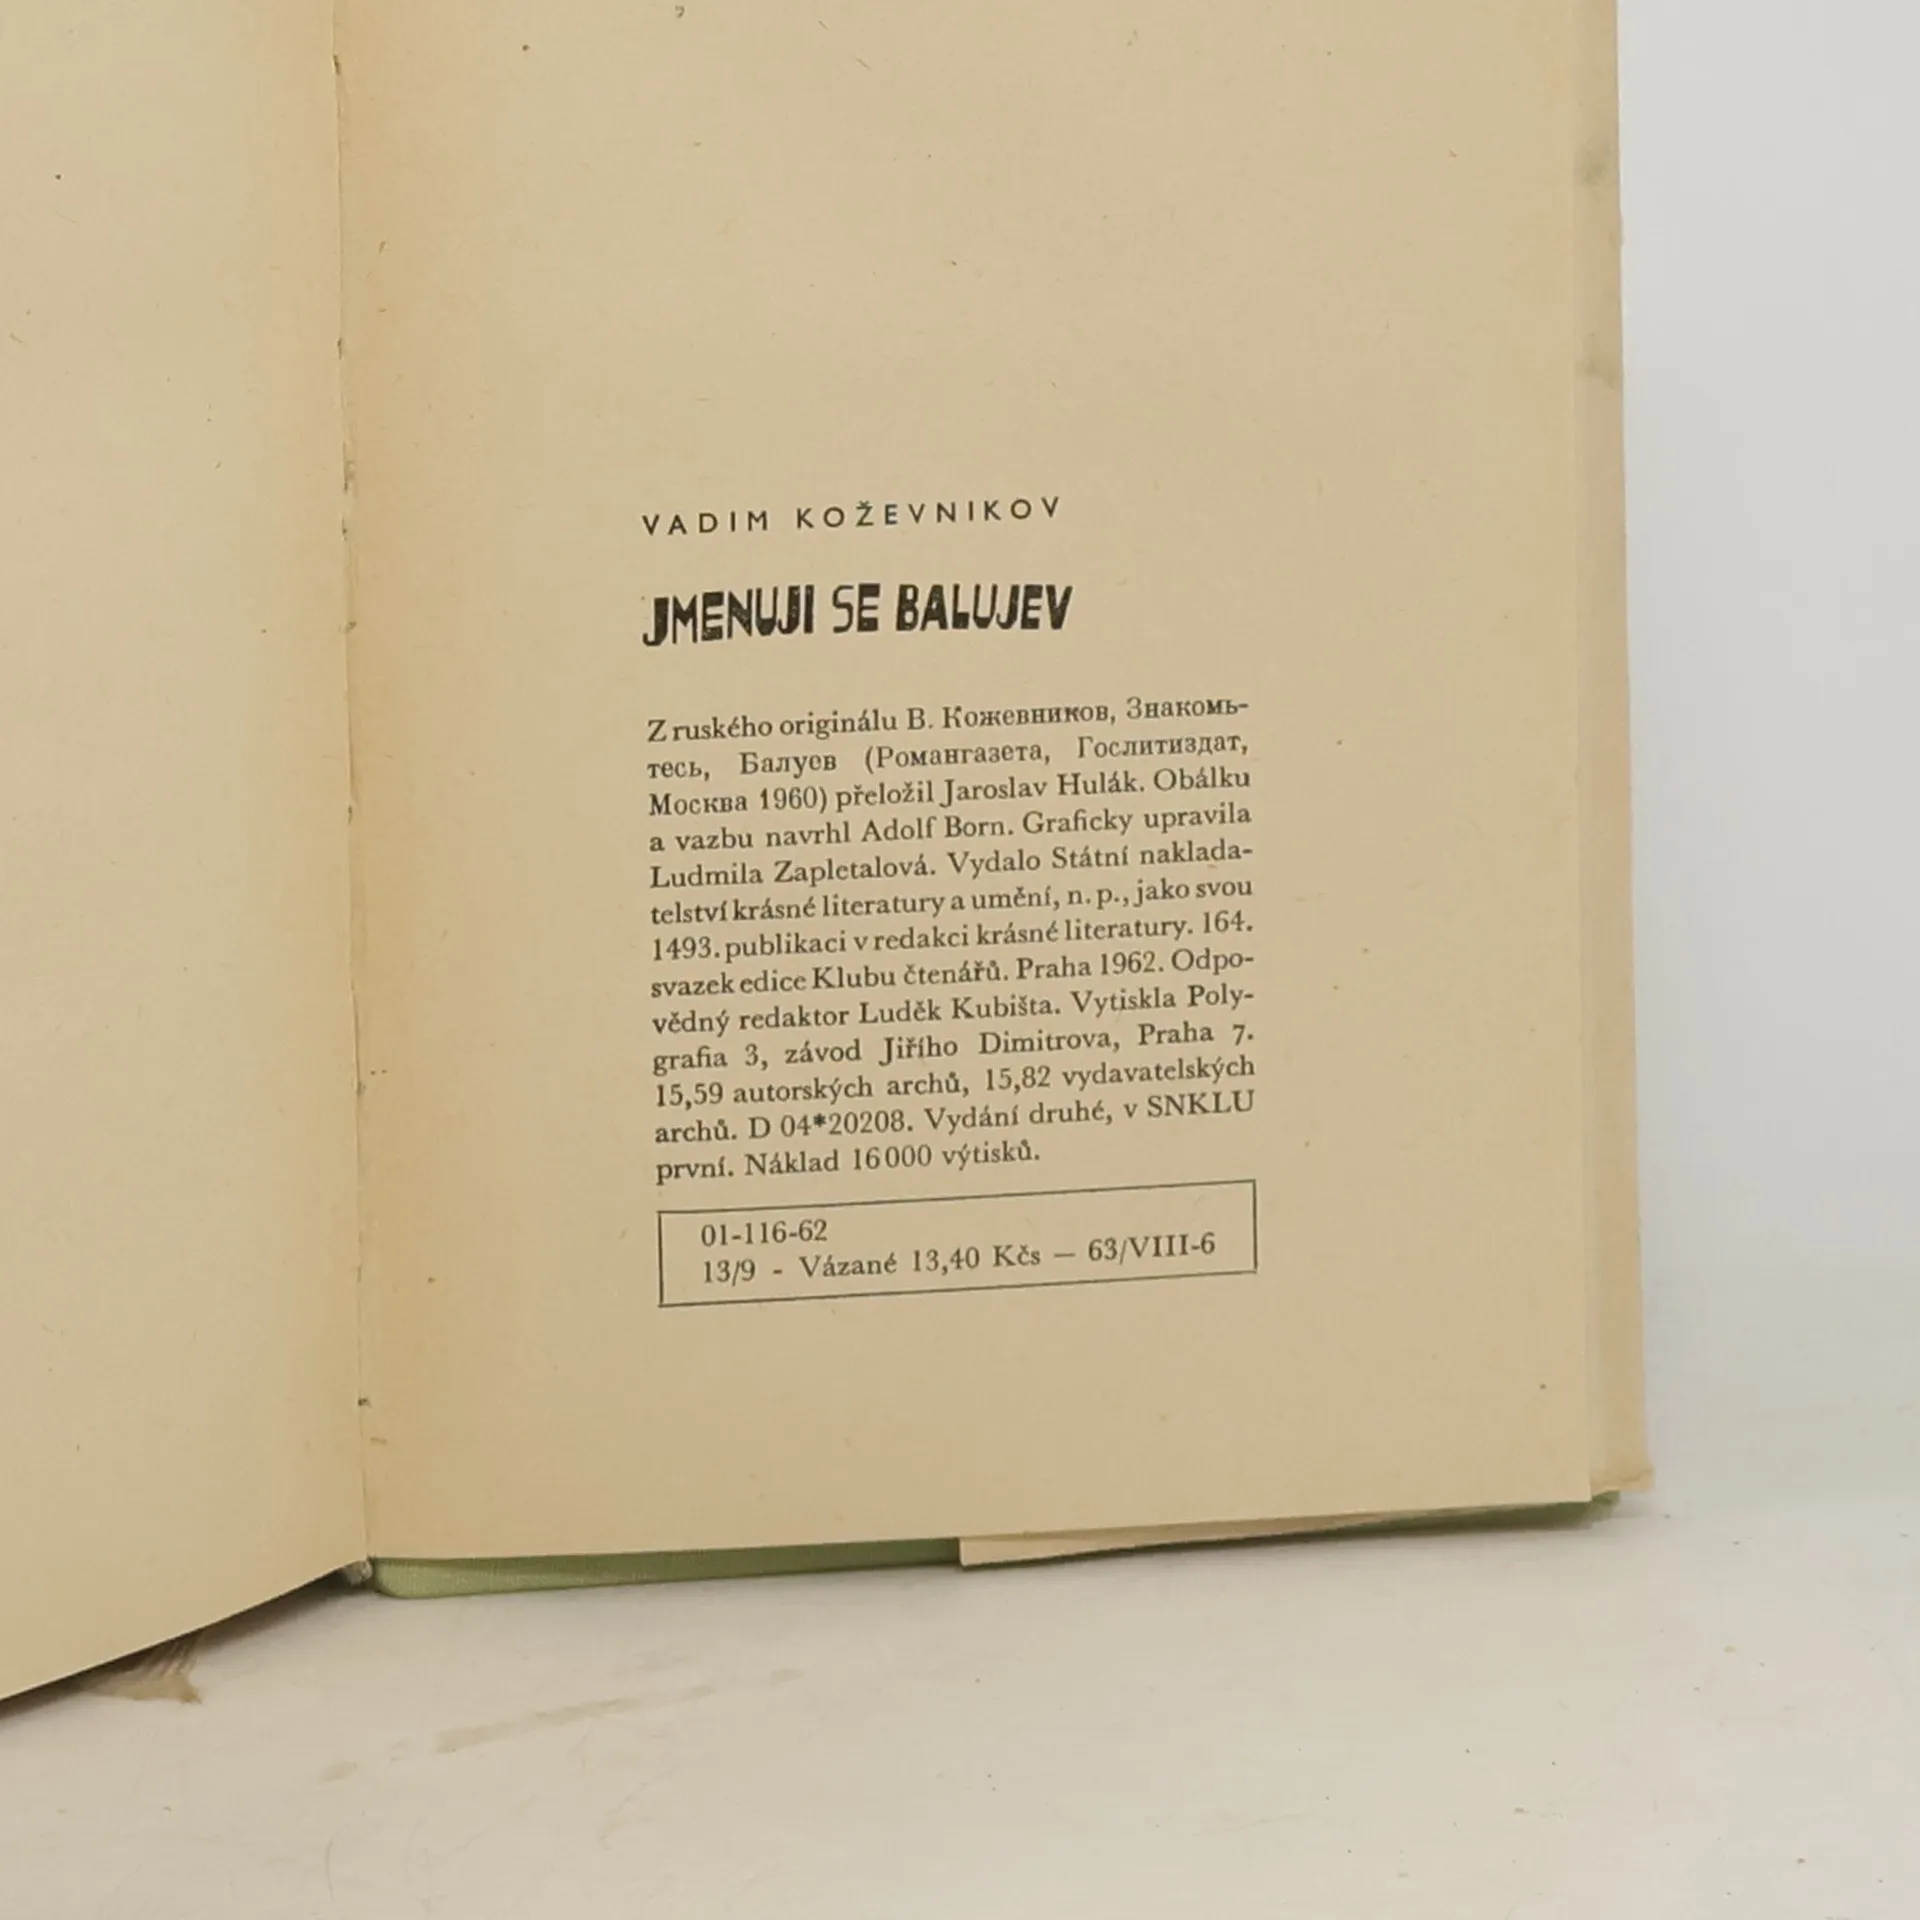 VADIM KOŽEVNIKOV
JMENUJI SE BALUJEV
Z ruského originálu В. Кожевников, Знакомь-
тесь, Балуев (Романгазета, Гослитиздат,
Москва 1960) přeložil Jaroslav Hulák. Obálku
a vazbu navrhl Adolf Born. Graficky upravila
Ludmila Zapletalová. Vydalo Státní naklada-
telství krásné literatury a umění, n. p., jako svou
1493. publikaci v redakci krásné literatury. 164.
svazek edice Klubu čtenářů. Praha 1962. Odpo-
vědný redaktor Luděk Kubišta. Vytiskla Poly-
grafia 3, závod Jiřího Dimitrova, Praha 7.
15,59 autorských archů, 15,82 vydavatelských
archů. D 04*20208. Vydání druhé, v SNKLU
první. Náklad 16000 výtisků.
01-116-62
13/9 - Vázané 13,40 Kčs — 63/VIII-6